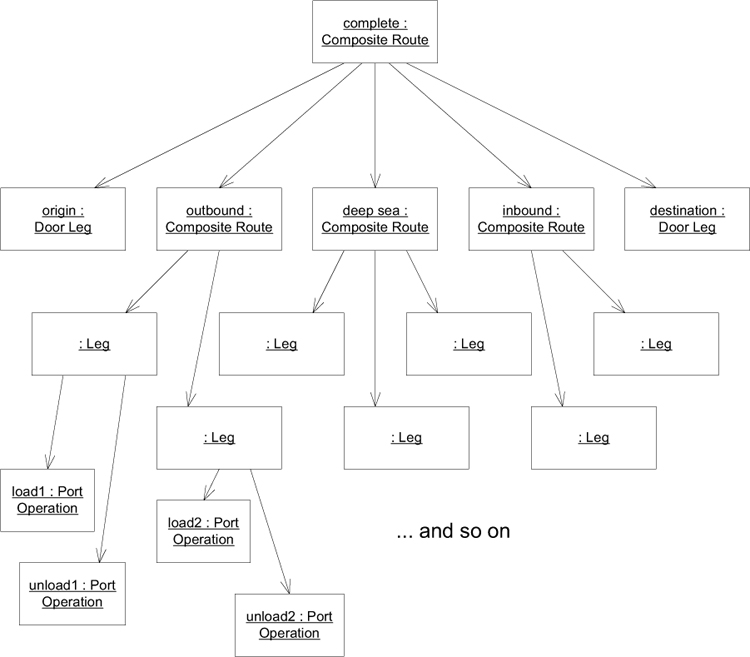 complete :
Composite Route
origin :
Door Leg
outbound :
Composite Route
deep sea :
Composite Route
inbound :
Composite Route
destination :
Door Leg
: Leg
: Leg
: Leg
: Leg
: Leg
: Leg
: Leg
load1 : Port
Operation
load2 : Port
Operation
... and so on
unload1 : Port
Operation
unload2 : Port
Operation